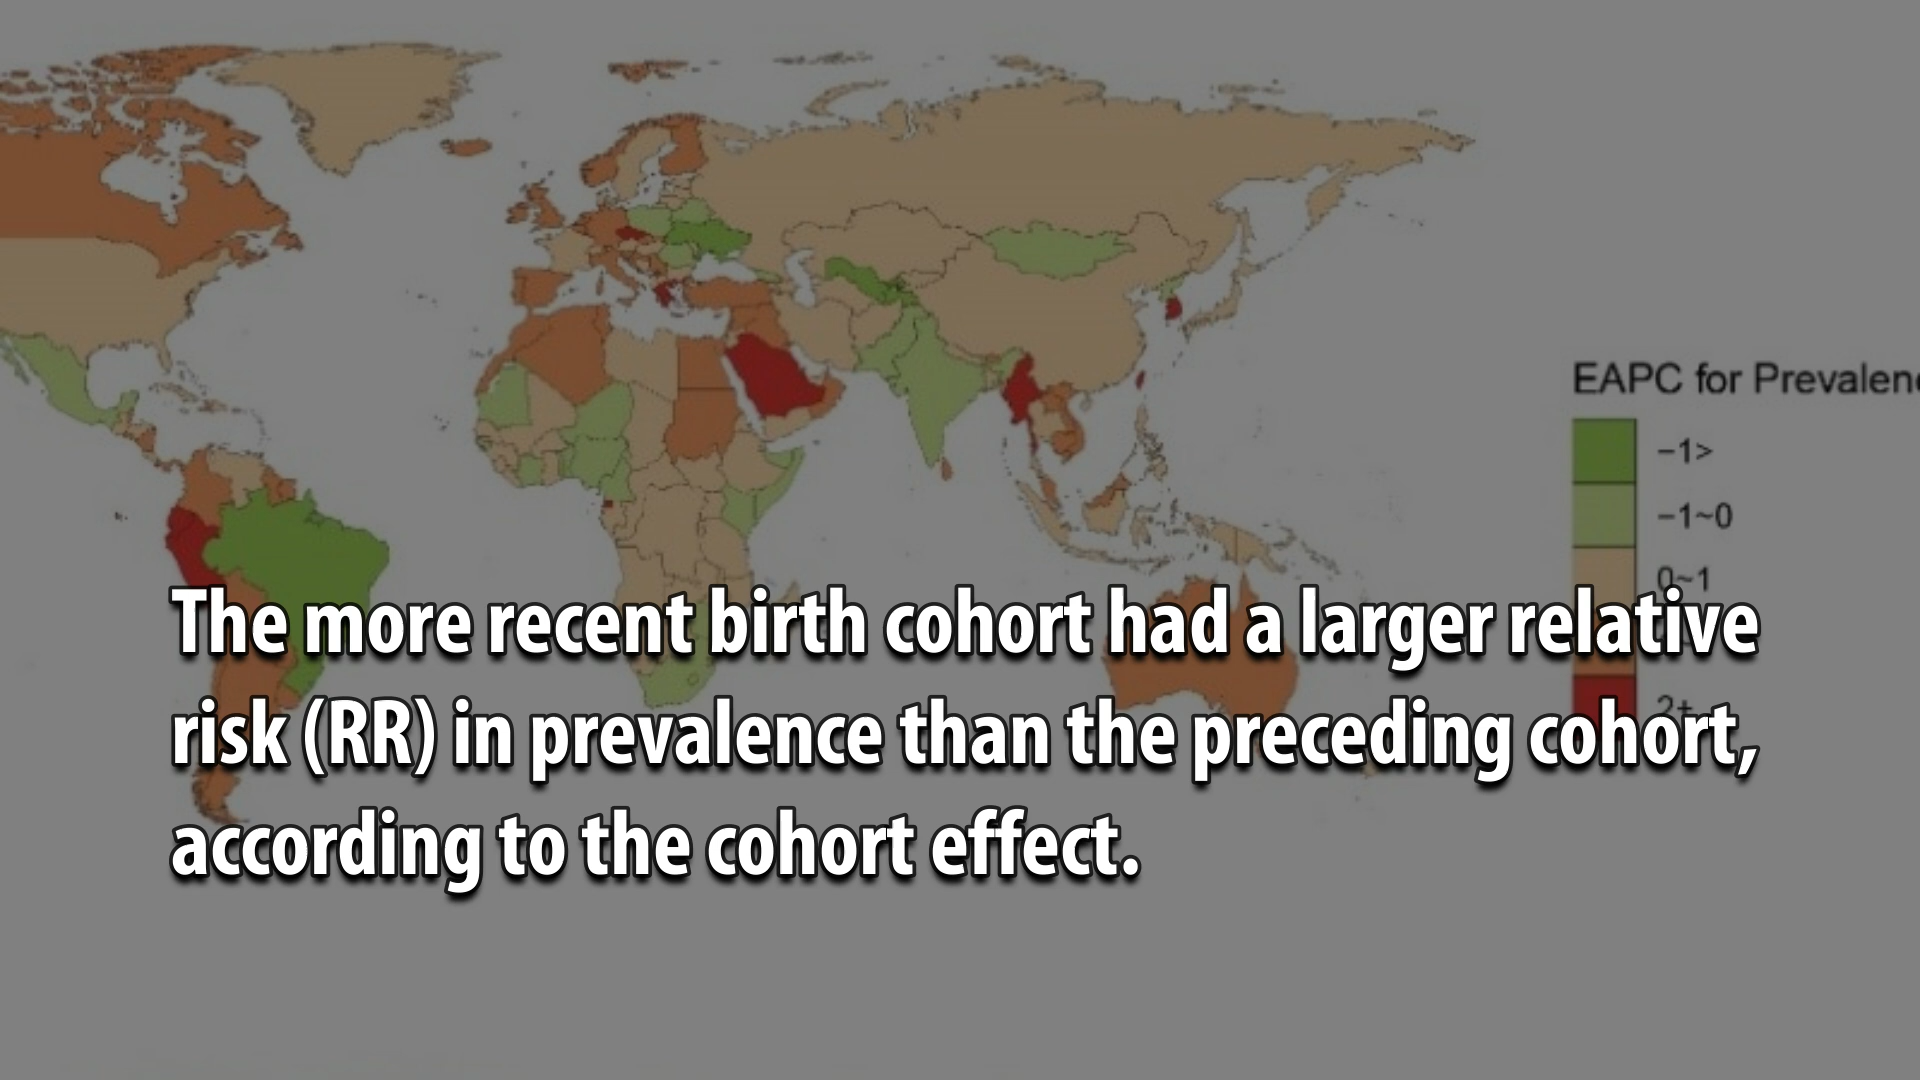 EAPC for Prevalenc
−1>
−1~0
0~1
2+
The more recent birth cohort had a larger relative
risk (RR) in prevalence than the preceding cohort,
according to the cohort effect.